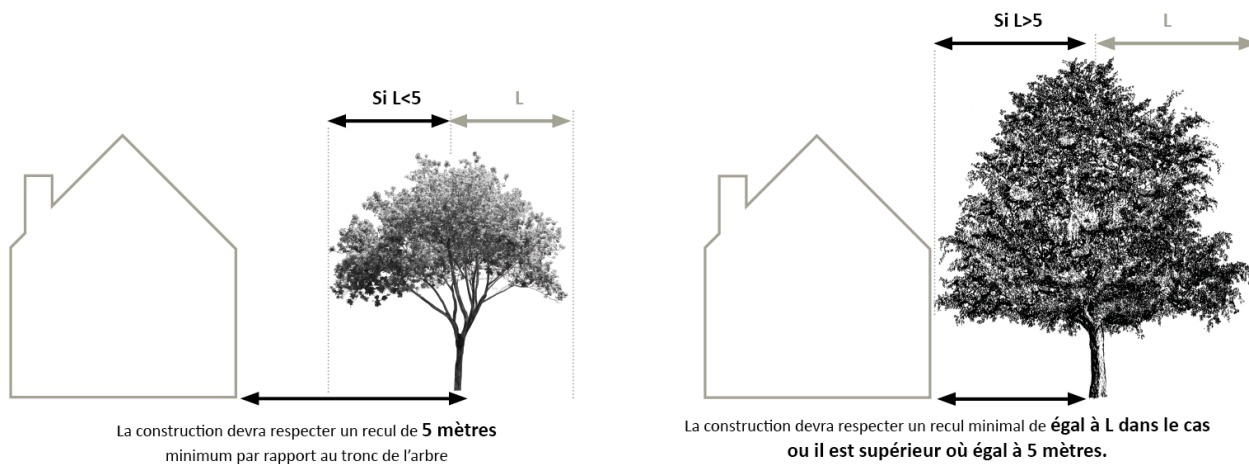 Si L<5
L
La construction devra respecter un recul de 5 mètres
minimum par rapport au tronc de l'arbre
Si L>5
L
La construction devra respecter un recul minimal de égal à L dans le cas
ou il est supérieur où égal à 5 mètres.